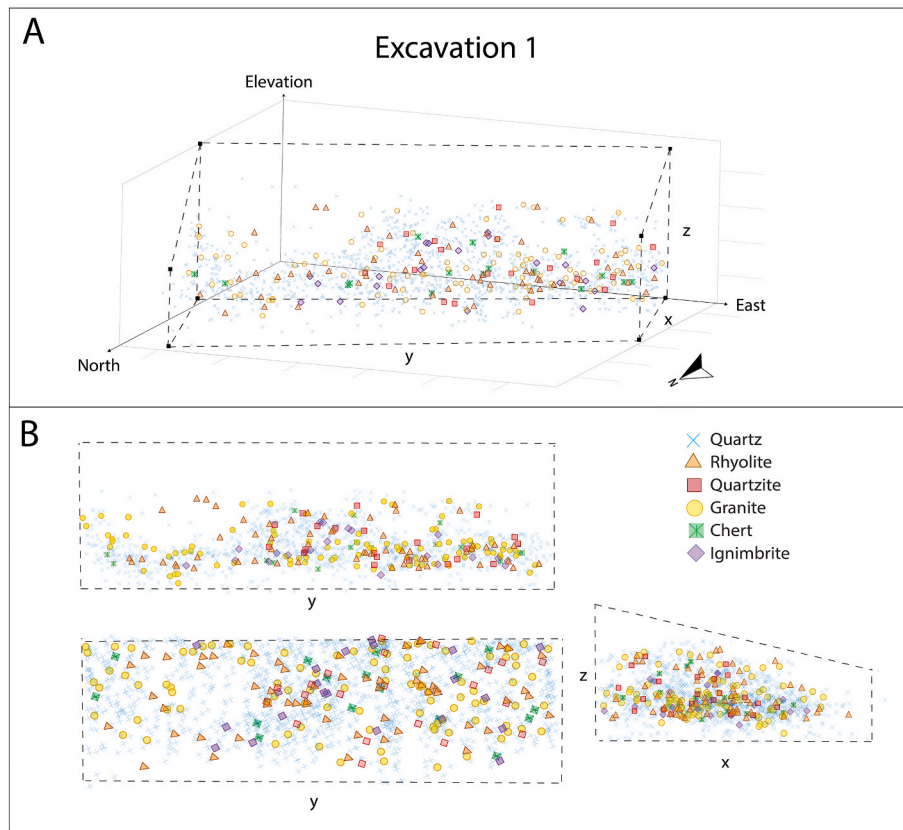 A
Excavation 1
Elevation
z
East
x
North
y
N
B
Quartz
Rhyolite
Quartzite
Granite
Chert
Ignimbrite
y
z
x
y